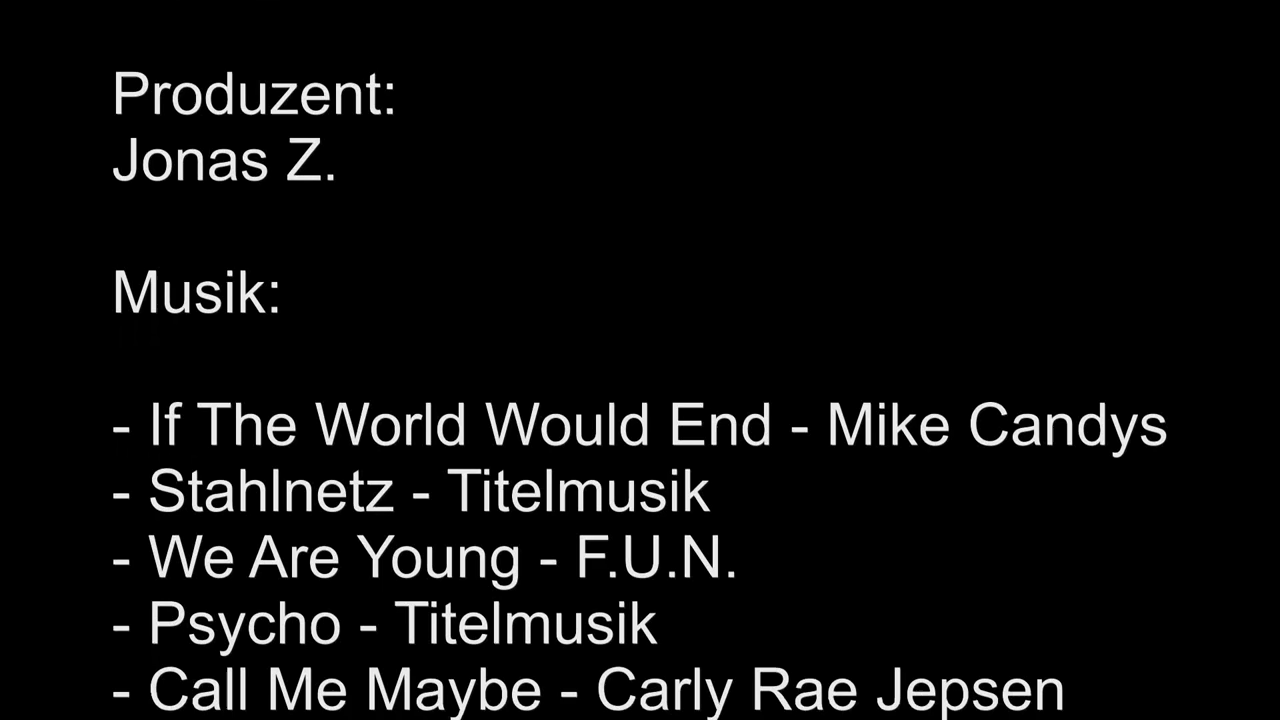 Produzent:
Jonas Z.
Musik:
- If The World Would End - Mike Candys
- Stahlnetz - Titelmusik
- We Are Young - F.U.N.
- Psycho - Titelmusik
- Call Me Maybe - Carly Rae Jepsen